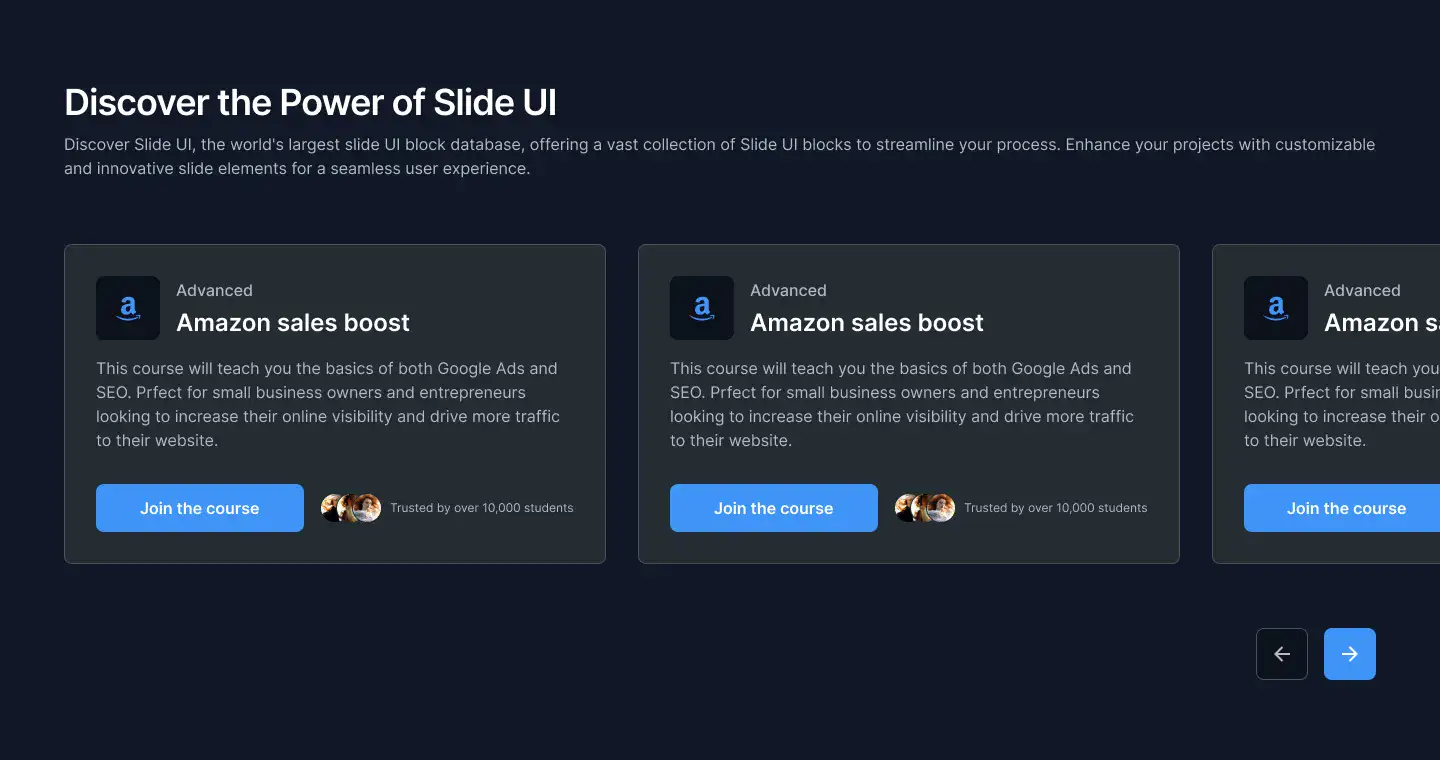 Discover the Power of Slide UI
Discover Slide UI, the world's largest slide UI block database, offering a vast collection of Slide UI blocks to streamline your process. Enhance your projects with customizable
and innovative slide elements for a seamless user experience.
a
Advanced
Amazon sales boost
This course will teach you the basics of both Google Ads and
SEO. Prfect for small business owners and entrepreneurs
looking to increase their online visibility and drive more traffic
to their website.
Join the course
Trusted by over 10,000 students
a
Advanced
Amazon sales boost
This course will teach you the basics of both Google Ads and
SEO. Prfect for small business owners and entrepreneurs
looking to increase their online visibility and drive more traffic
to their website.
Join the course
Trusted by over 10,000 students
a
Advanced
Amazon s
This course will teach you
SEO. Prfect for small busi
looking to increase their o
to their website.
Join the course